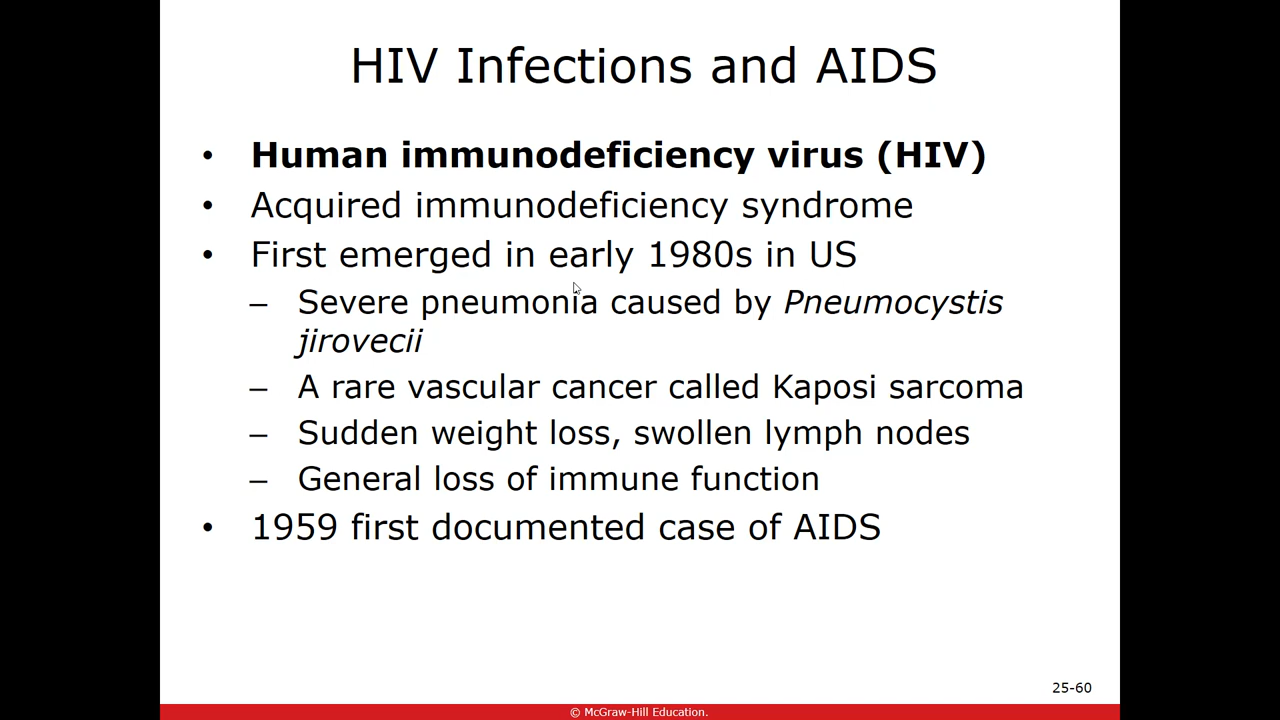 HIV Infections and AIDS
• Human immunodeficiency virus (HIV)
• Acquired immunodeficiency syndrome
• First emerged in early 1980s in US
– Severe pneumonia caused by Pneumocystis
jirovecii
– A rare vascular cancer called Kaposi sarcoma
– Sudden weight loss, swollen lymph nodes
– General loss of immune function
• 1959 first documented case of AIDS
25-60
© McGraw-Hill Education.